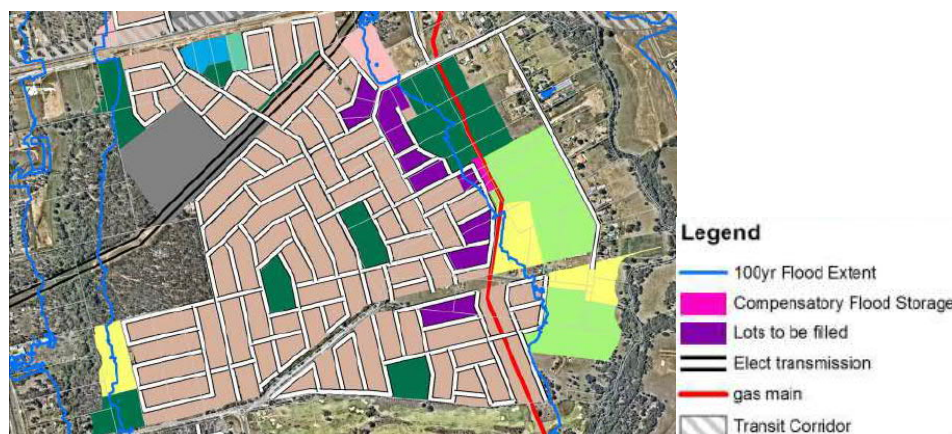 Legend
100yr Flood Extent
Compensatory Flood Storage
Lots to be filled
Elect transmission
gas main
Transit Corridor